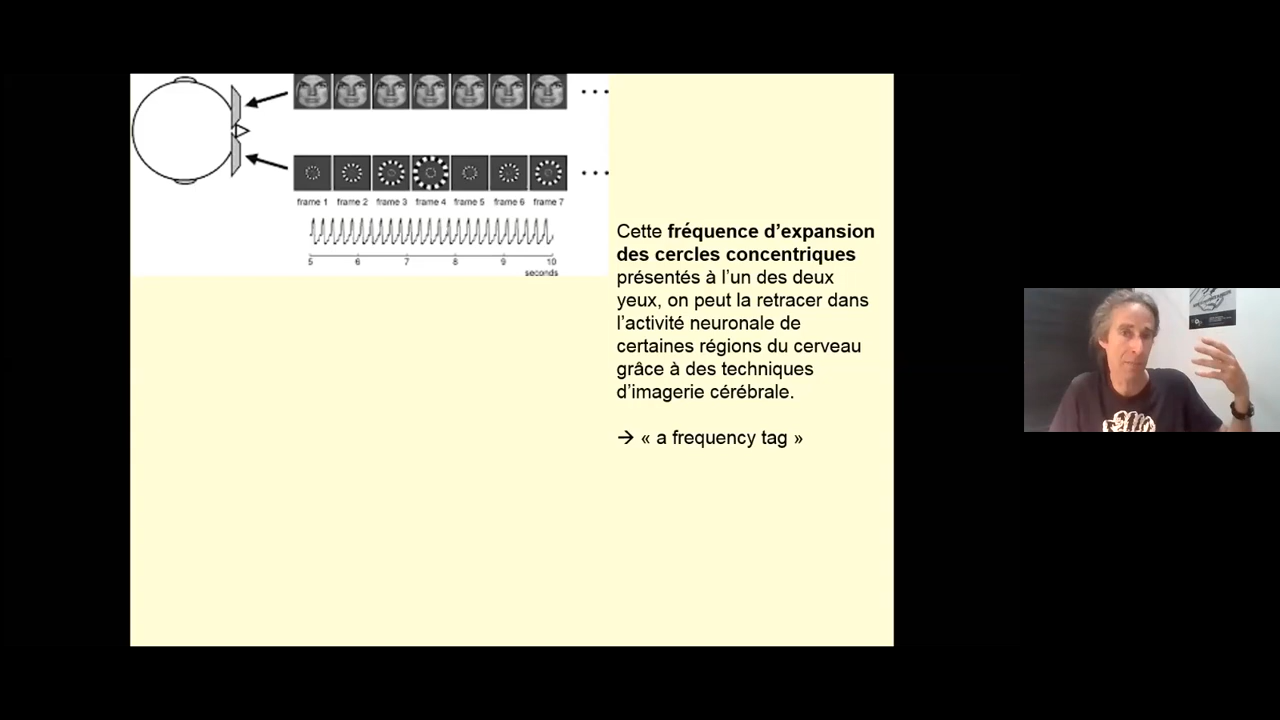 frame 1 frame 2 frame 3 frame 4 frame 5 frame 6 frame 7
5 6 7 8 9 10
seconds
Cette fréquence d’expansion
des cercles concentriques
présentés à l’un des deux
yeux, on peut la retracer dans
l’activité neuronale de
certaines régions du cerveau
grâce à des techniques
d’imagerie cérébrale.
→ « a frequency tag »